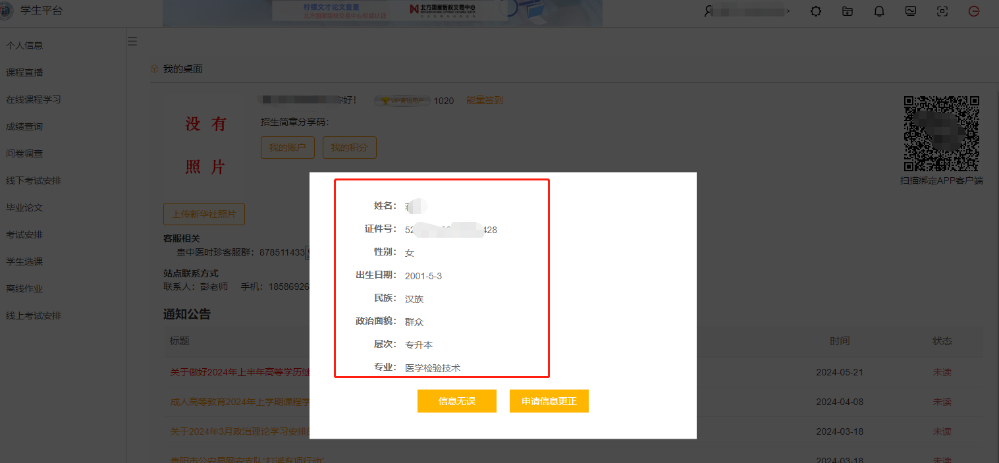 学生平台
柠檬文才论文查重
北方国家版权交易中心权威认证
北方国家版权交易中心
个人信息
课程直播
在线课程学习
成绩查询
问卷调查
线下考试安排
毕业论文
考试安排
学生选课
离线作业
线上考试安排
我的桌面
你好!
VIP黄钻用户 1020 能量签到
招生简章分享码:
我的账户 我的积分
没有
照片
上传新华社照片
扫描绑定APP客户端
客服相关
贵中医时珍客服群: 878511433
站点联系方式
联系人: 彭老师 手机: 18586926
通知公告
标题 时间 状态
关于做好2024年上半年高等学历继 2024-05-21 未读
成人高等教育2024年上学期课程学 2024-04-08 未读
关于2024年3月政治理论学习安排 2024-03-18 未读
贵阳市公安局网安支队“打谣专项行动” 2024-03-18 未读
姓名:
证件号: 52 428
性别: 女
出生日期: 2001-5-3
民族: 汉族
政治面貌: 群众
层次: 专升本
专业: 医学检验技术
信息无误 申请信息更正